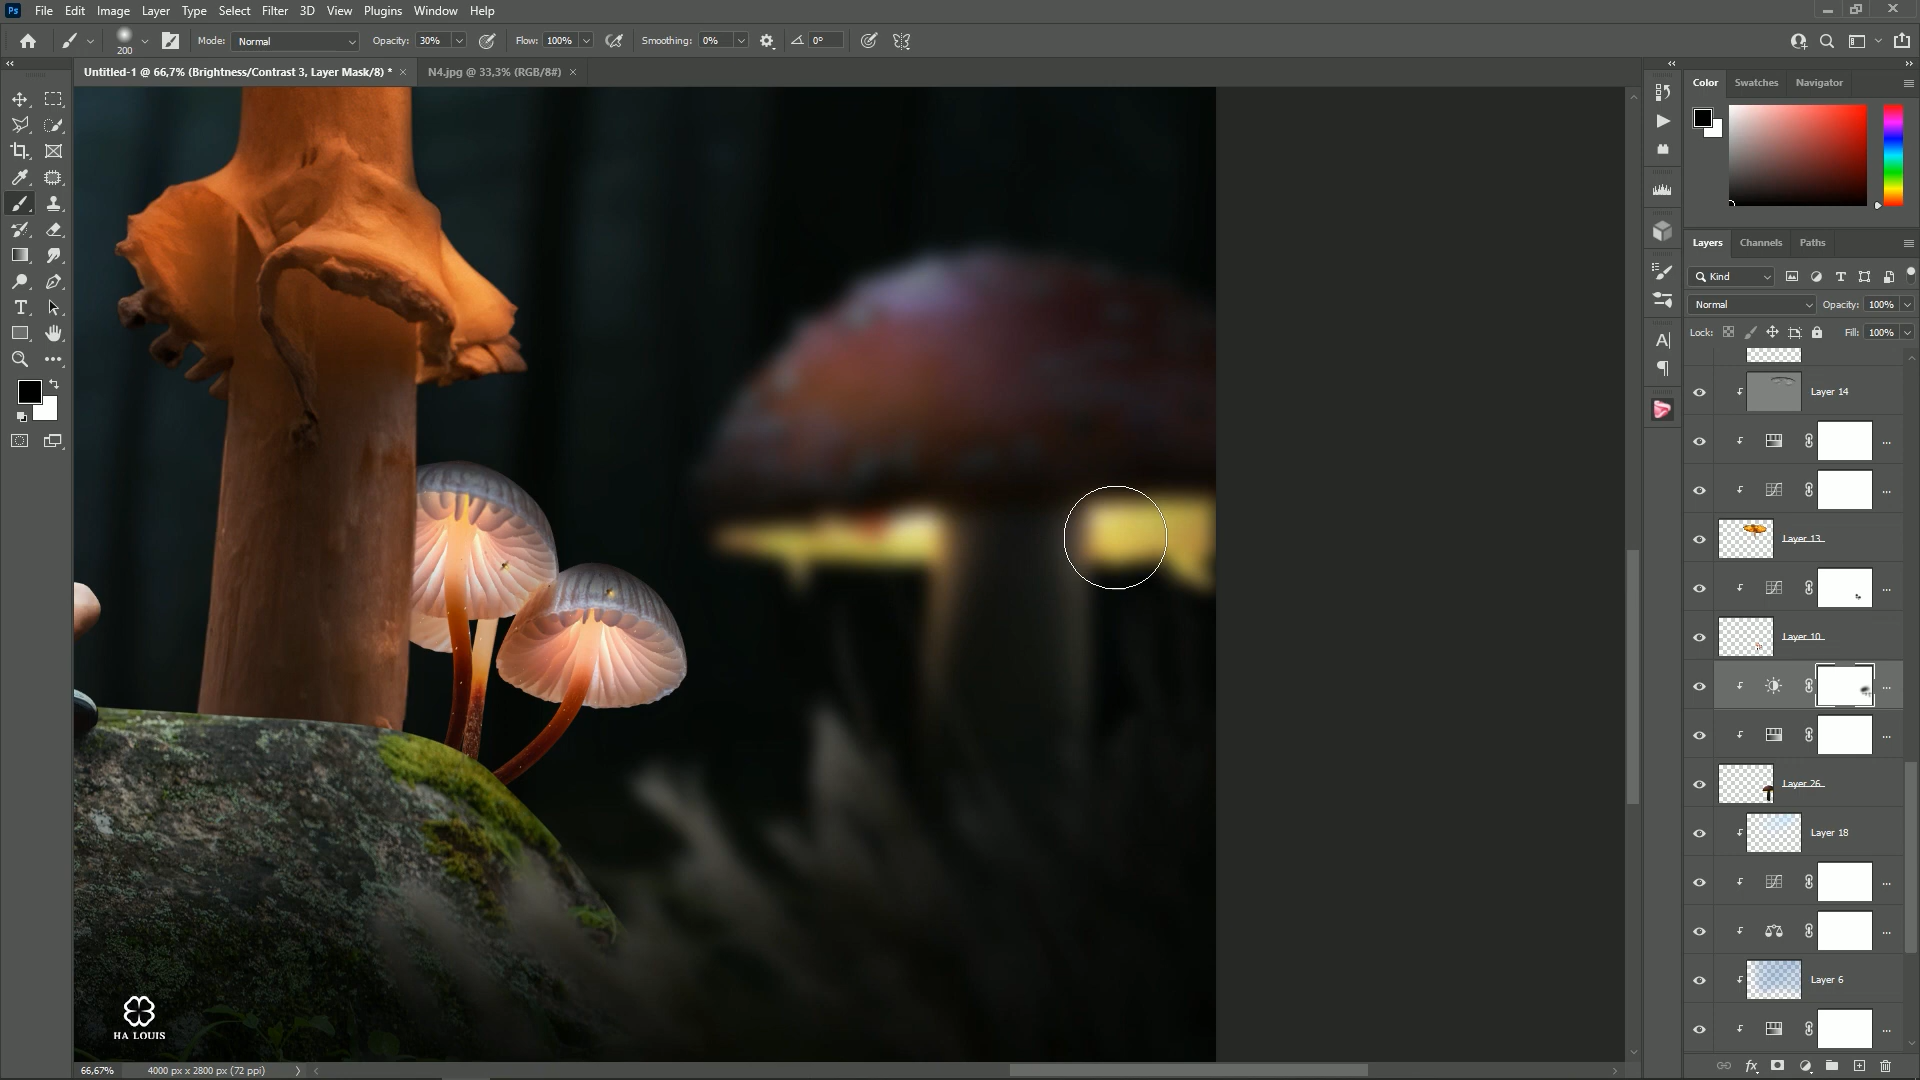 Ps File Edit Image Layer Type Select Filter 3D View Plugins Window Help
200 Mode: Normal Opacity: 30% Flow: 100% Smoothing: 0% 0°
Untitled-1 @ 66,7% (Brightness/Contrast 3, Layer Mask/8) * × N4.jpg @ 33,3% (RGB/8#) ×
Color Swatches Navigator
Layers Channels Paths
Kind
Normal Opacity: 100%
Lock: Fill: 100%
Layer 14
Layer 13
Layer 10
Layer 26
Layer 18
Layer 6
HA LOUIS
66,67% 4000 px x 2800 px (72 ppi)